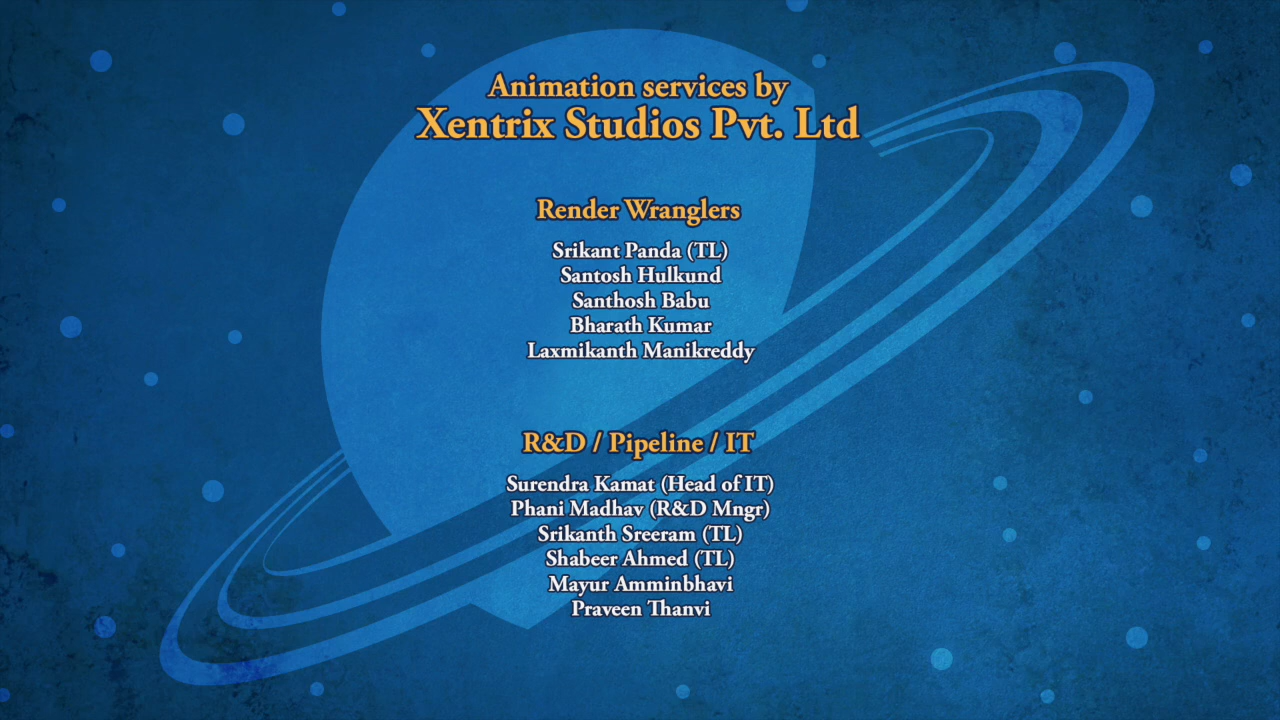 Animation services by
Xentrix Studios Pvt. Ltd
Render Wranglers
Srikant Panda (TL)
Santosh Hulkund
Santhosh Babu
Bharath Kumar
Laxmikanth Manikreddy
R&D / Pipeline / IT
Surendra Kamat (Head of IT)
Phani Madhav (R&D Mngr)
Srikanth Sreeram (TL)
Shabeer Ahmed (TL)
Mayur Amminbhavi
Praveen Thanvi